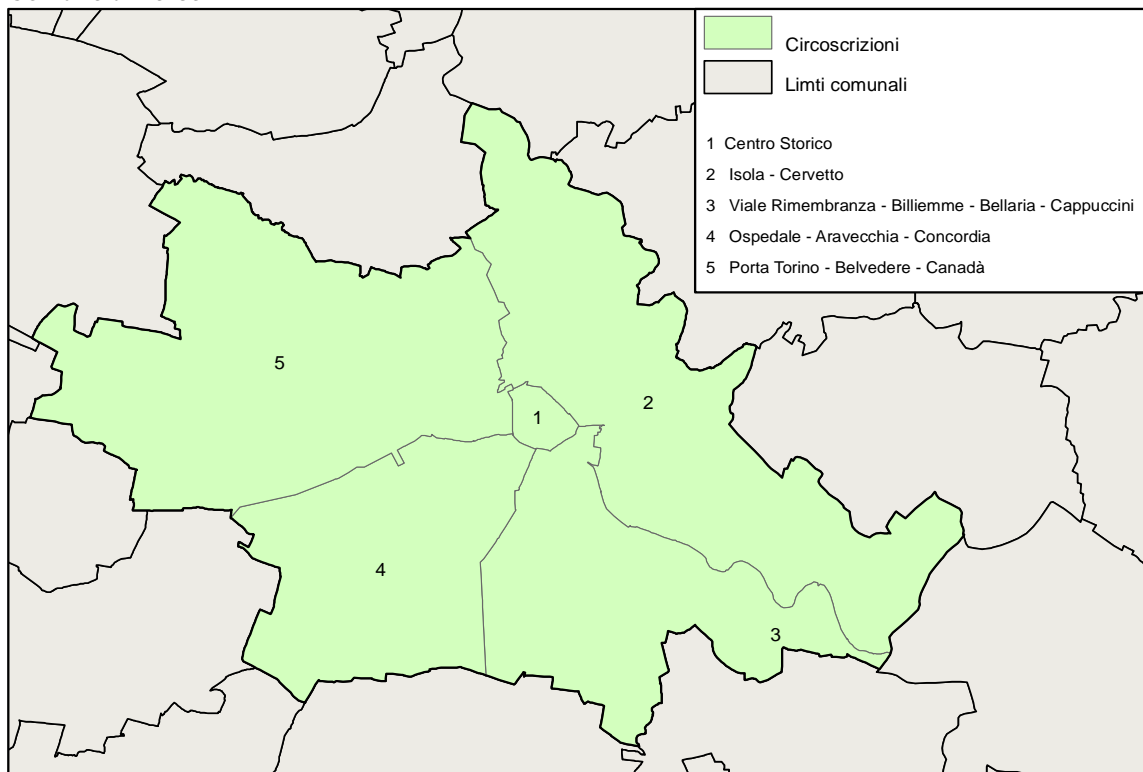 Circoscrizioni
Limti comunali
1 Centro Storico
2 Isola - Cervetto
3 Viale Rimembranza - Billiemme - Bellaria - Cappuccini
4 Ospedale - Aravecchia - Concordia
5 Porta Torino - Belvedere - Canadà
5
1
2
4
3